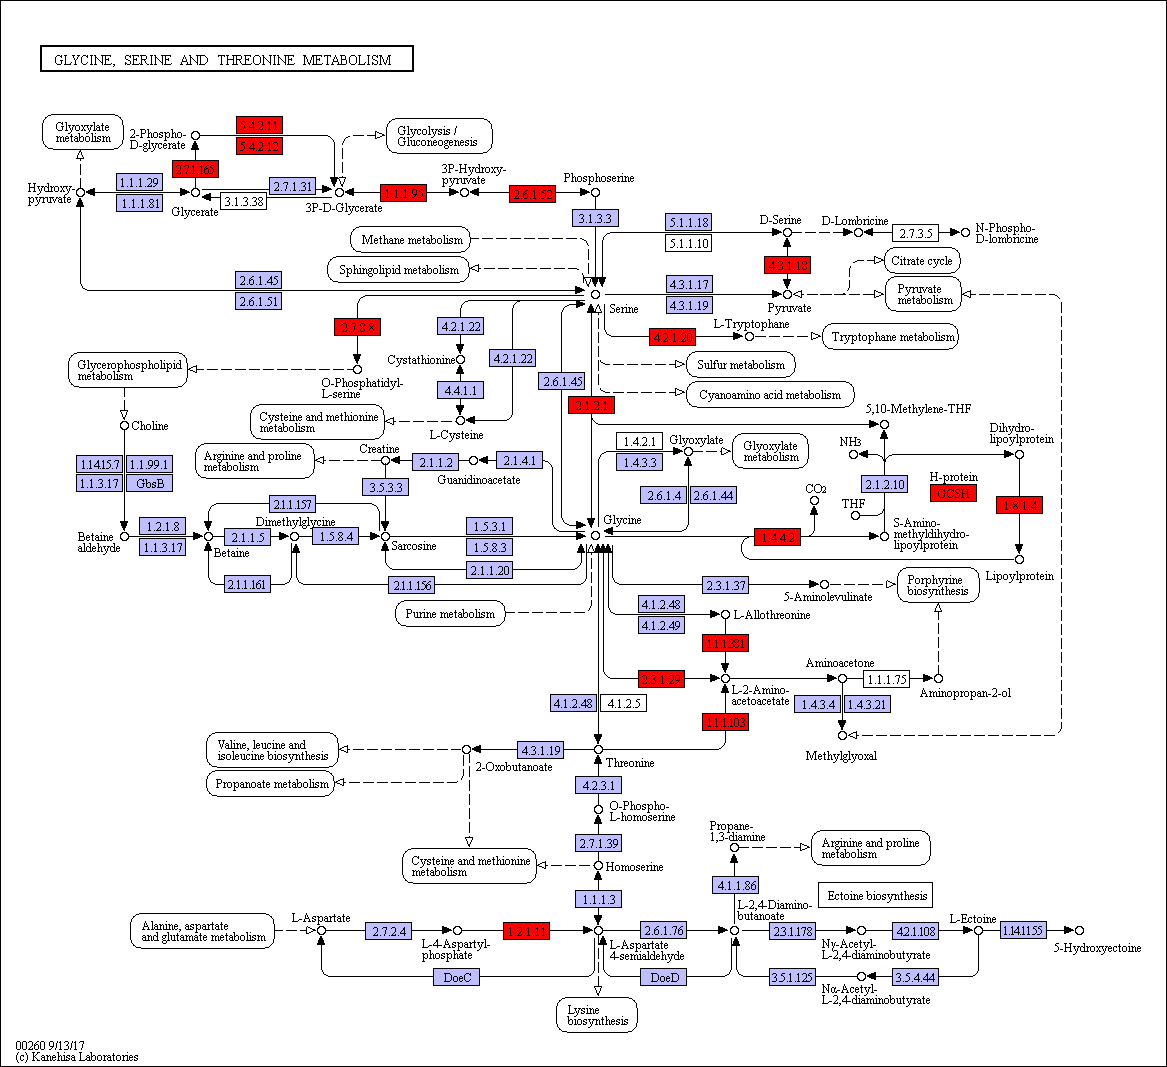 GLYCINE, SERINE AND THREONINE METABOLISM
Glyoxylate
metabolism
2-Phospho-
D-glycerate
5.4.2.11
5.4.2.12
Glycolysis /
Gluconeogenesis
2.7.1.165
3P-Hydroxy-
pyruvate
Phosphoserine
Hydroxy-
pyruvate
1.1.1.29
1.1.1.81
Glycerate
2.7.1.31
3.1.3.38
3P-D-Glycerate
1.1.1.95
2.6.1.52
3.1.3.3
5.1.1.18
5.1.1.10
D-Serine
D-Lombricine
2.7.3.5
N-Phospho-
D-lombricine
Methane metabolism
Sphingolipid metabolism
4.3.1.18
Citrate cycle
2.6.1.45
2.6.1.51
Serine
4.3.1.17
4.3.1.19
Pyruvate
Pyruvate
metabolism
2.7.8.8
4.2.1.22
4.2.1.20
L-Tryptophane
Tryptophane metabolism
Glycerophospholipid
metabolism
O-Phosphatidyl-
L-serine
Cystathionine
4.2.1.22
4.4.1.1
2.6.1.45
Sulfur metabolism
Cyanoamino acid metabolism
2.1.2.1
Choline
Cysteine and methionine
metabolism
L-Cysteine
5,10-Methylene-THF
1.4.2.1
1.4.3.3
Glyoxylate
Glyoxylate
metabolism
NH3
Dihydro-
lipoylprotein
1.14.15.7
1.1.99.1
1.1.3.17
GbsB
Arginine and proline
metabolism
Creatine
2.1.1.2
Guanidinoacetate
2.1.4.1
3.5.3.3
2.6.1.4
2.6.1.44
CO2
THF
2.1.2.10
H-protein
GCSH
1.8.1.4
2.1.1.157
Betaine
aldehyde
1.2.1.8
1.1.3.17
Betaine
2.1.1.5
Dimethylglycine
1.5.8.4
Sarcosine
1.5.3.1
1.5.8.3
2.1.1.20
Glycine
1.4.4.2
S-Amino-
methyldihydro-
lipoylprotein
Lipoylprotein
2.1.1.161
2.1.1.156
Purine metabolism
2.3.1.37
5-Aminolevulinate
Porphyrine
biosynthesis
4.1.2.48
4.1.2.49
L-Allothreonine
1.1.1.381
2.3.1.29
L-2-Amino-
acetoacetate
Aminoacetone
1.1.1.75
Aminopropan-2-ol
4.1.2.48
4.1.2.5
1.1.1.103
1.4.3.4
1.4.3.21
Methylglyoxal
Valine, leucine and
isoleucine biosynthesis
2-Oxobutanoate
4.3.1.19
Threonine
Propanoate metabolism
4.2.3.1
O-Phospho-
L-homoserine
2.7.1.39
Cysteine and methionine
metabolism
Homoserine
Propane-
1,3-diamine
Arginine and proline
metabolism
1.1.1.3
4.1.1.86
Ectoine biosynthesis
Alanine, aspartate
and glutamate metabolism
L-Aspartate
2.7.2.4
L-4-Aspartyl-
phosphate
1.2.1.11
L-Aspartate
4-semialdehyde
2.6.1.76
L-2,4-Diamino-
butanoate
2.3.1.178
Nγ-Acetyl-
L-2,4-diaminobutyrate
4.2.1.108
L-Ectoine
1.14.11.55
5-Hydroxyectoine
DoeC
DoeD
3.5.1.125
Nα-Acetyl-
L-2,4-diaminobutyrate
3.5.4.44
Lysine
biosynthesis
00260 9/13/17
(c) Kanehisa Laboratories